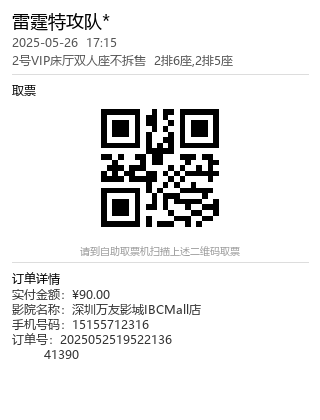 雷霆特攻队*
2025-05-26 17:15
2号VIP床厅双人座不拆售 2排6座,2排5座
取票
请到自助取票机扫描上述二维码取票
订单详情
实付金额：¥90.00
影院名称：深圳万友影城IBCMall店
手机号码：15155712316
订单号：2025052519522136
41390